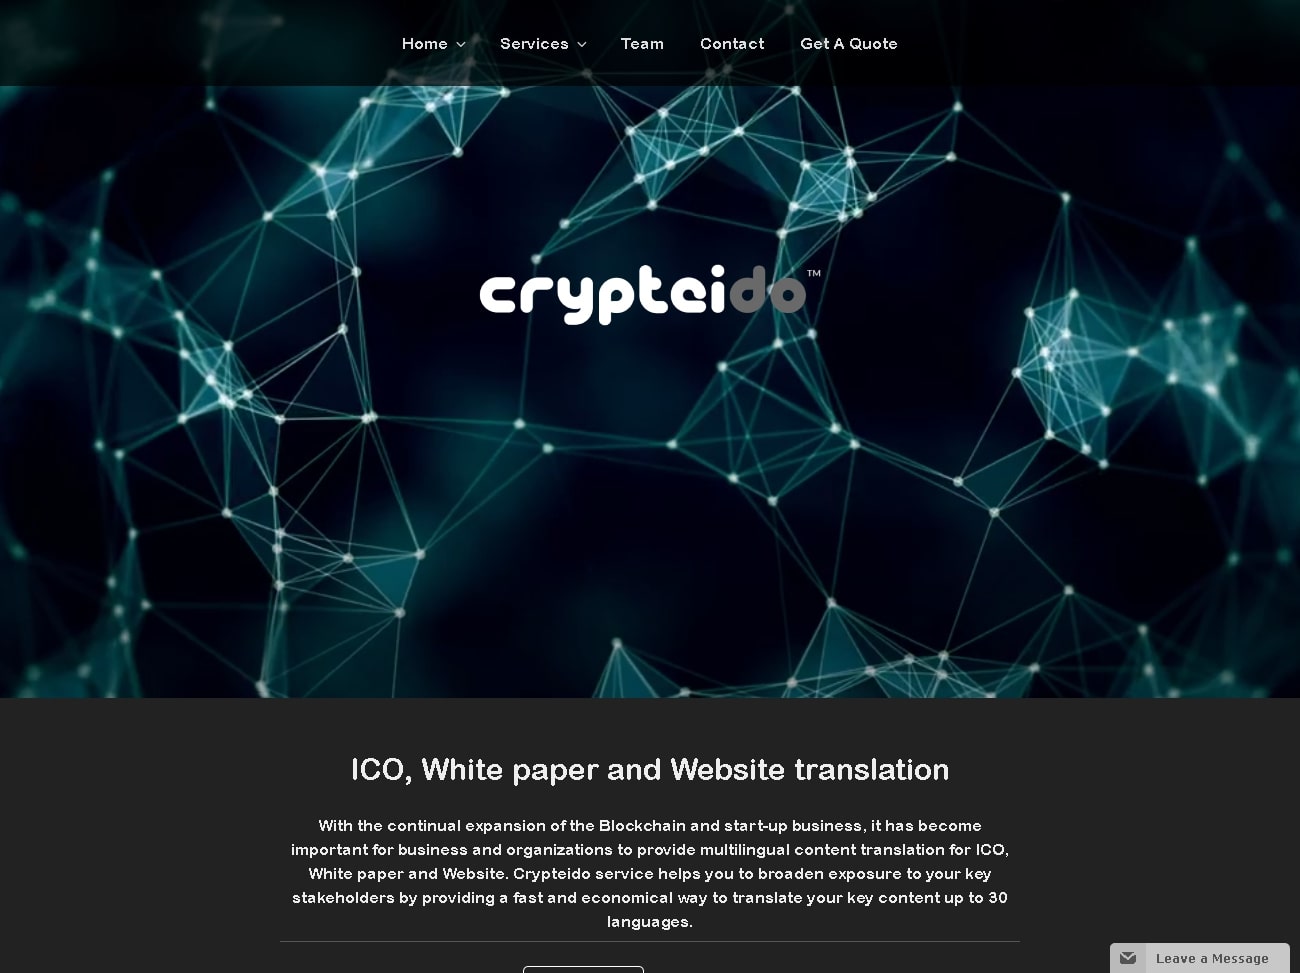 Home
Services
Team
Contact
Get A Quote
crypteido™
ICO, White paper and Website translation
With the continual expansion of the Blockchain and start-up business, it has become
important for business and organizations to provide multilingual content translation for ICO,
White paper and Website. Crypteido service helps you to broaden exposure to your key
stakeholders by providing a fast and economical way to translate your key content up to 30
languages.
Leave a Message